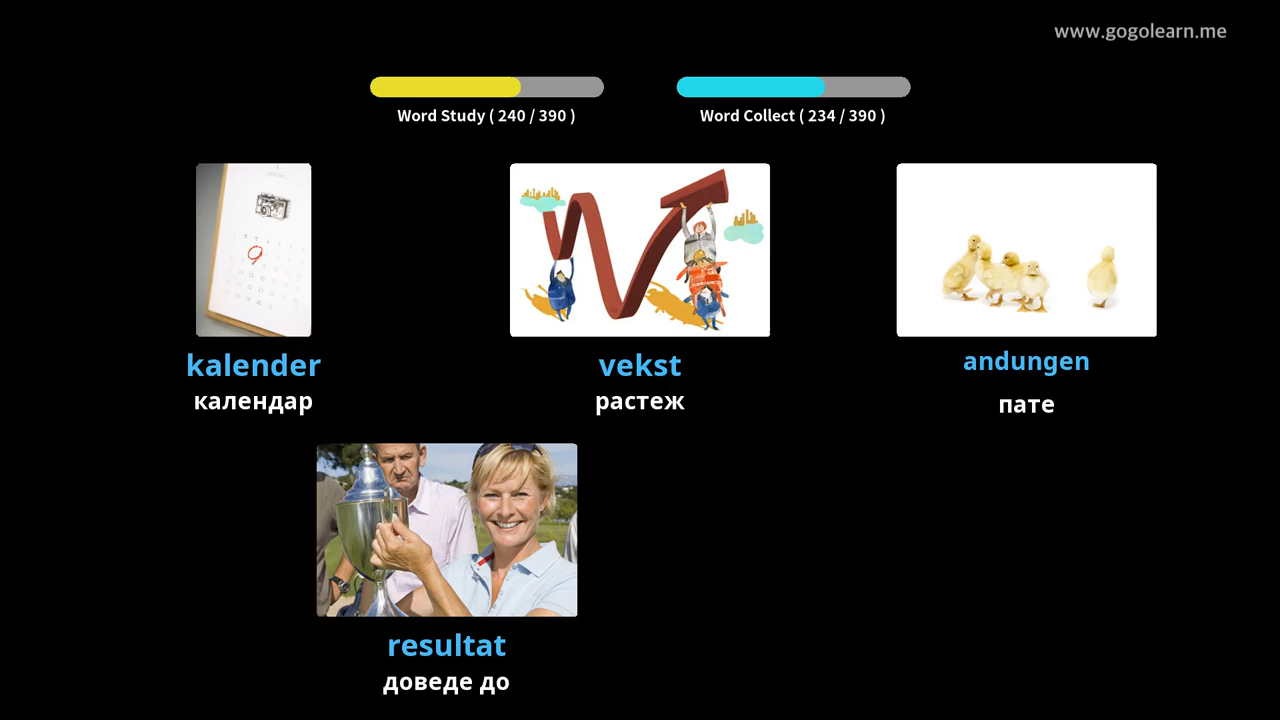 www.gogolearn.me
Word Study ( 240 / 390 )
Word Collect ( 234 / 390 )
kalender
календар
vekst
растеж
andungen
пате
resultat
доведе до